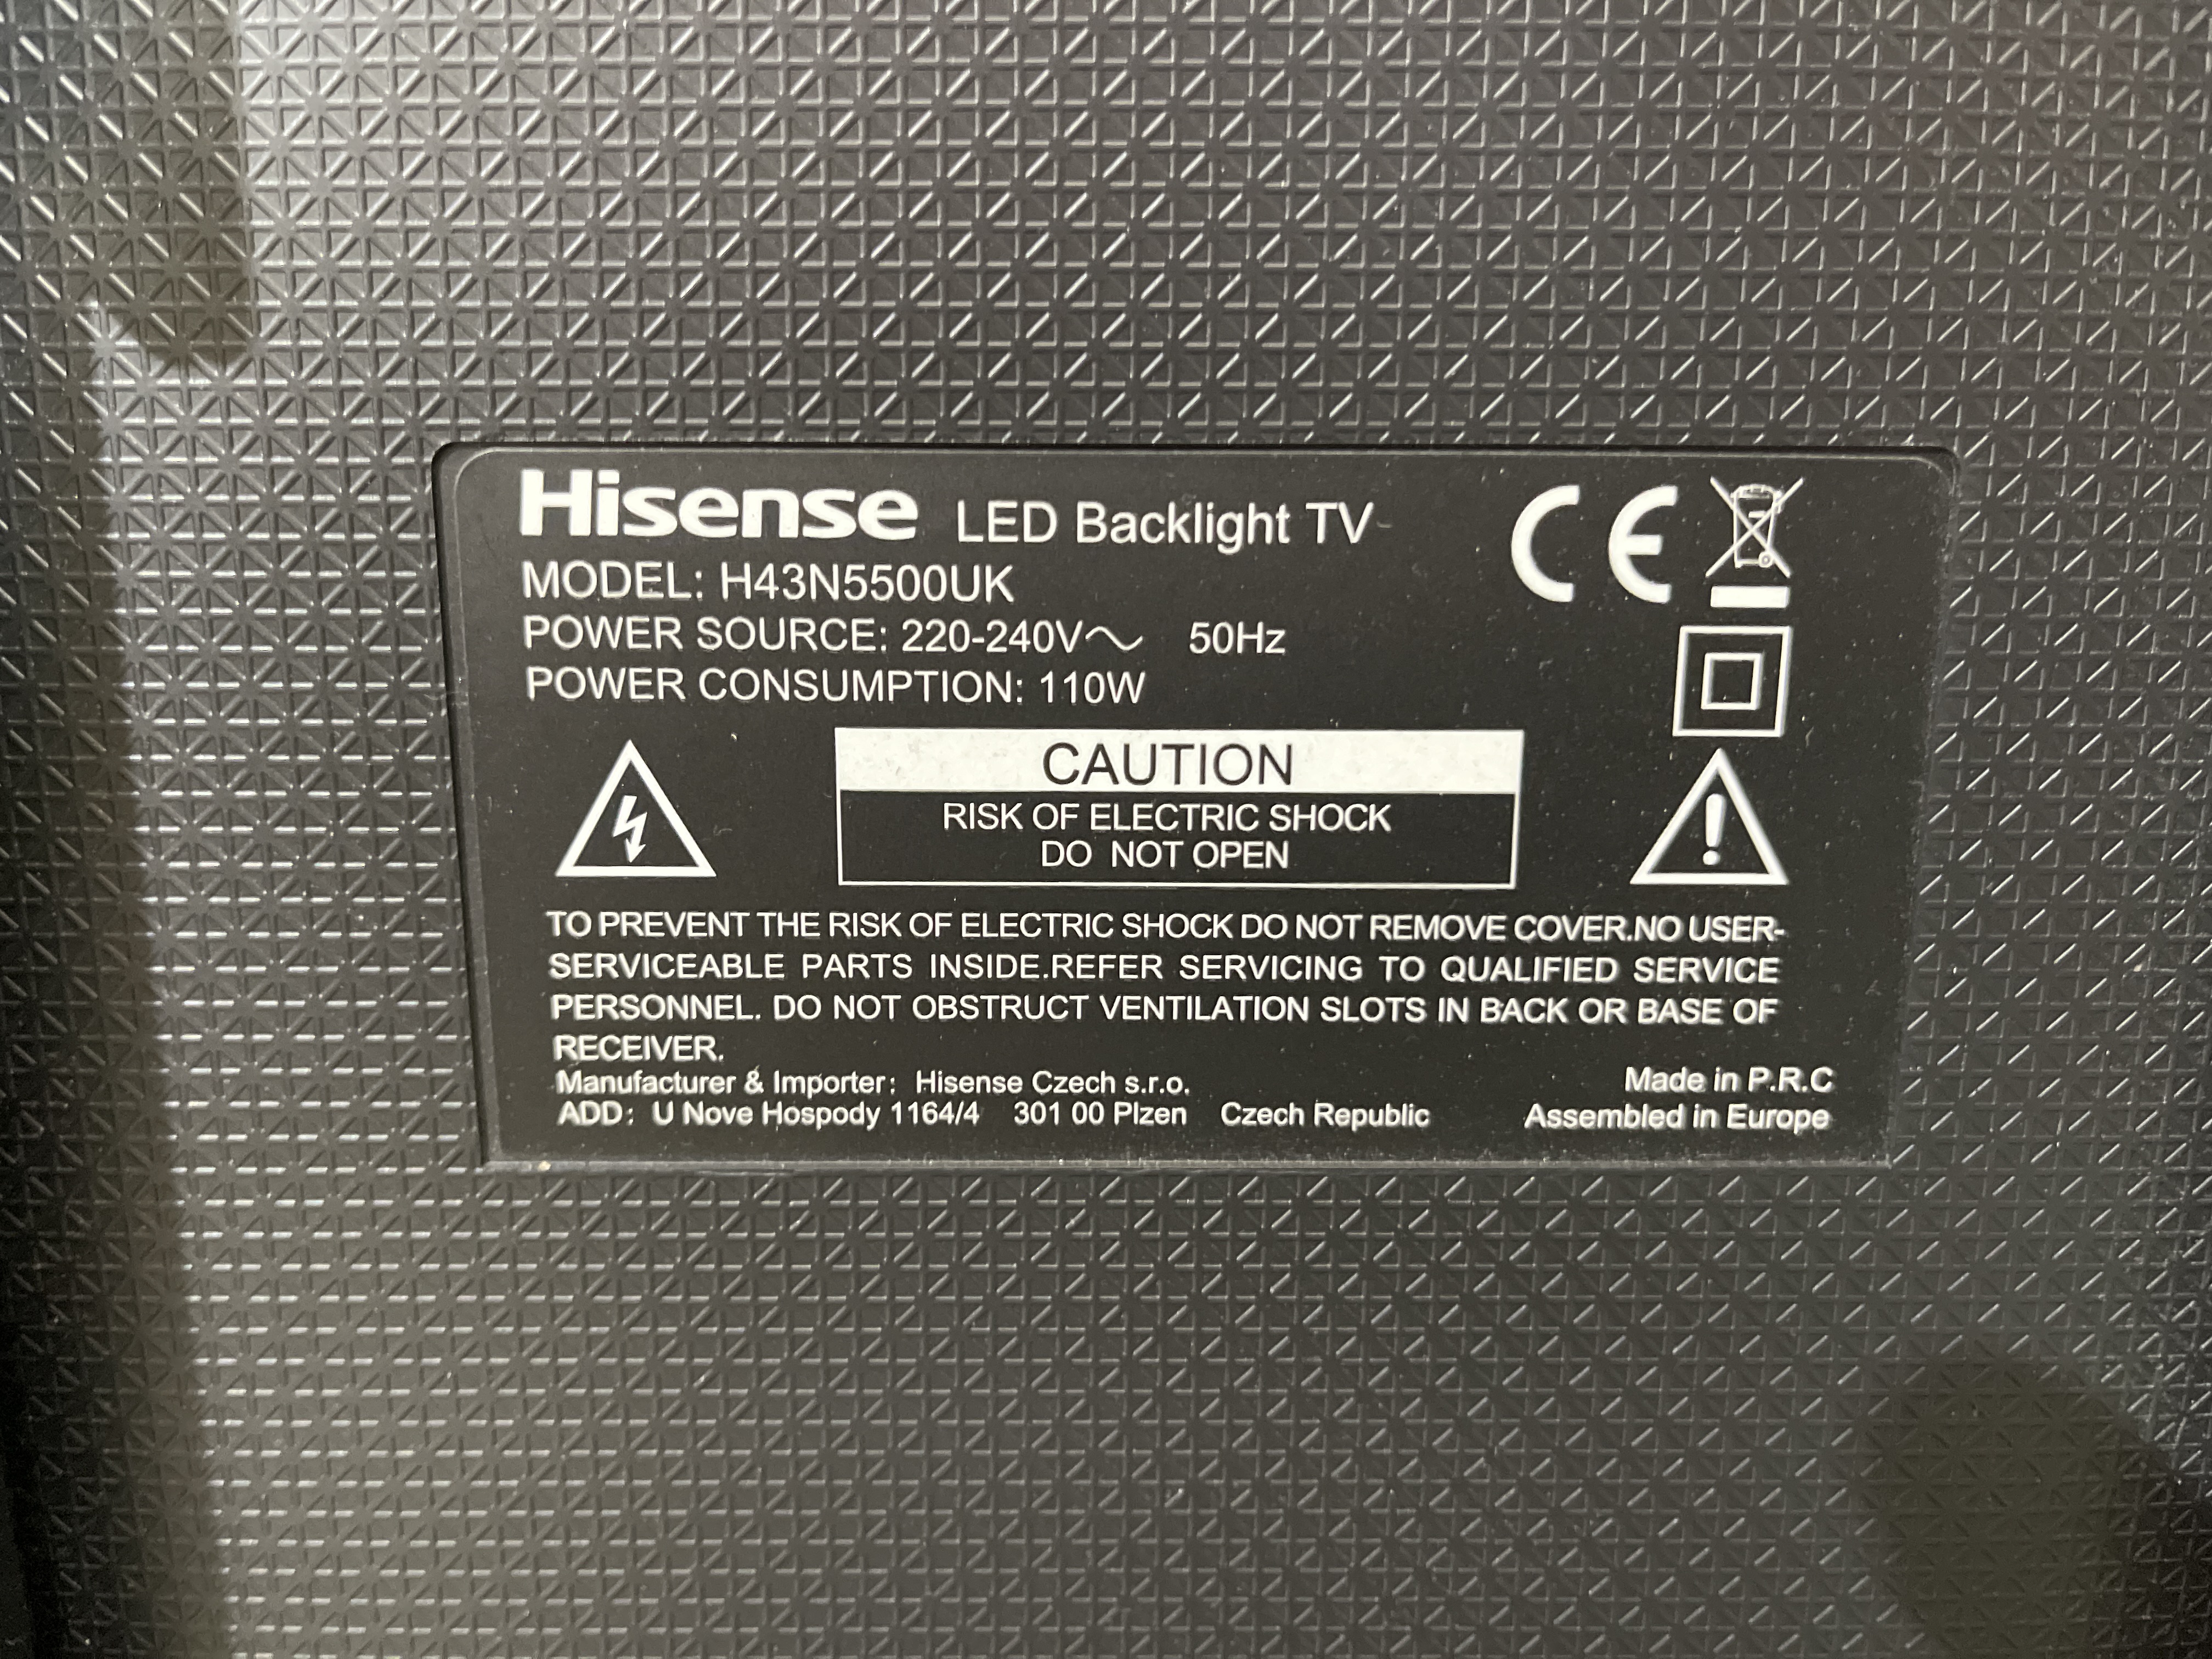 Hisense LED Backlight TV
MODEL: H43N5500UK
POWER SOURCE: 220-240V～ 50Hz
POWER CONSUMPTION: 110W
CE
CAUTION
RISK OF ELECTRIC SHOCK
DO NOT OPEN
TO PREVENT THE RISK OF ELECTRIC SHOCK DO NOT REMOVE COVER.NO USER-
SERVICEABLE PARTS INSIDE.REFER SERVICING TO QUALIFIED SERVICE
PERSONNEL. DO NOT OBSTRUCT VENTILATION SLOTS IN BACK OR BASE OF
RECEIVER.
Manufacturer & Importer: Hisense Czech s.r.o.
ADD: U Nove Hospody 1164/4 301 00 Plzen Czech Republic
Made in P.R.C
Assembled in Europe